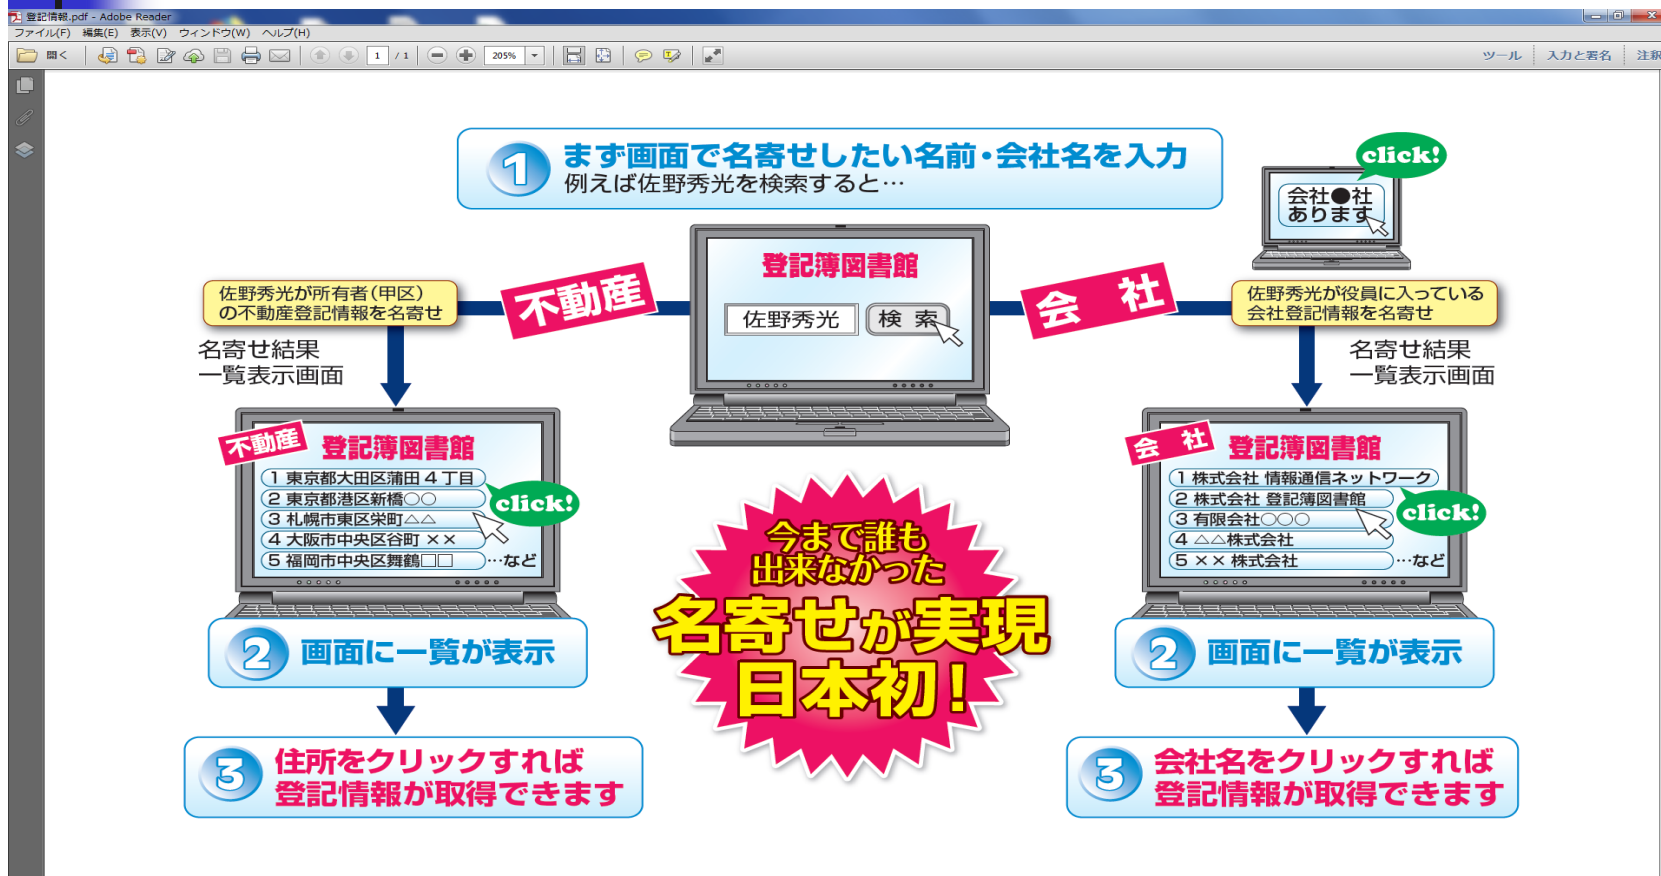 登記情報.pdf - Adobe Reader
ファイル(F) 編集(E) 表示(V) ウィンドウ(W) ヘルプ(H)
開く 1 / 1 205% ツール 入力と署名 注釈
1 まず画面で名寄せしたい名前・会社名を入力
例えば佐野秀光を検索すると…
click!
会社●社
あります
登記簿図書館
佐野秀光 検索
不動産
会社
佐野秀光が所有者(甲区)
の不動産登記情報を名寄せ
名寄せ結果
一覧表示画面
不動産
登記簿図書館
1 東京都大田区蒲田4丁目
2 東京都港区新橋○○
3 札幌市東区栄町△△
4 大阪市中央区谷町××
5 福岡市中央区舞鶴□□ …など
click!
2 画面に一覧が表示
3 住所をクリックすれば
登記情報が取得できます
今まで誰も
出来なかった
名寄せが実現
日本初!
佐野秀光が役員に入っている
会社登記情報を名寄せ
名寄せ結果
一覧表示画面
会社
登記簿図書館
1 株式会社 情報通信ネットワーク
2 株式会社 登記簿図書館
3 有限会社○○○
4 △△株式会社
5 ××株式会社 …など
click!
2 画面に一覧が表示
3 会社名をクリックすれば
登記情報が取得できます